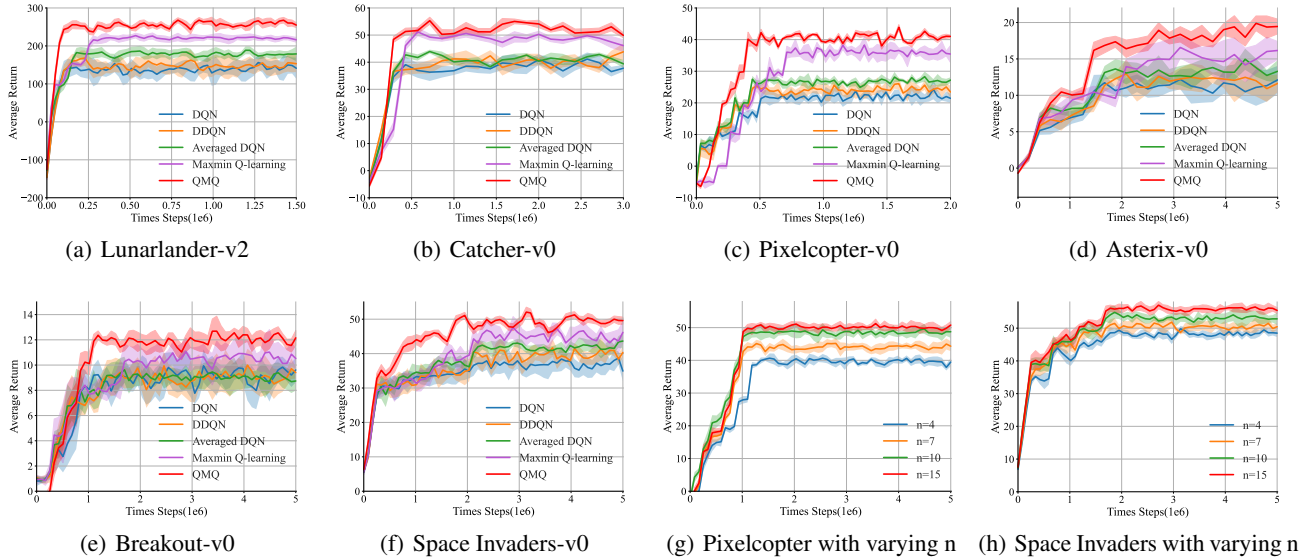 300
200
100
0
−100
−200
Average Return
DQN
DDQN
Averaged DQN
Maxmin Q-learning
QMQ
0.00 0.25 0.50 0.75 1.00 1.25 1.50
Times Steps(1e6)
(a) Lunarlander-v2
60
50
40
30
20
10
0
−10
Average Return
DQN
DDQN
Averaged DQN
Maxmin Q-learning
QMQ
0.0 0.5 1.0 1.5 2.0 2.5 3.0
Times Steps(1e6)
(b) Catcher-v0
50
40
30
20
10
0
−10
Average Return
DQN
DDQN
Averaged DQN
Maxmin Q-learning
QMQ
0.0 0.5 1.0 1.5 2.0
Times Steps(1e6)
(c) Pixelcopter-v0
20
15
10
5
0
Average Return
DQN
DDQN
Averaged DQN
Maxmin Q-learning
QMQ
0 1 2 3 4 5
Times Steps(1e6)
(d) Asterix-v0
14
12
10
8
6
4
2
0
Average Return
DQN
DDQN
Averaged DQN
Maxmin Q-learning
QMQ
0 1 2 3 4 5
Times Steps(1e6)
(e) Breakout-v0
50
40
30
20
10
0
Average Return
DQN
DDQN
Averaged DQN
Maxmin Q-learning
QMQ
0 1 2 3 4 5
Times Steps(1e6)
(f) Space Invaders-v0
50
40
30
20
10
0
Average Return
n=4
n=7
n=10
n=15
0 1 2 3 4 5
Times Steps(1e6)
(g) Pixelcopter with varying n
50
40
30
20
10
0
Average Return
n=4
n=7
n=10
n=15
0 1 2 3 4 5
Times Steps(1e6)
(h) Space Invaders with varying n